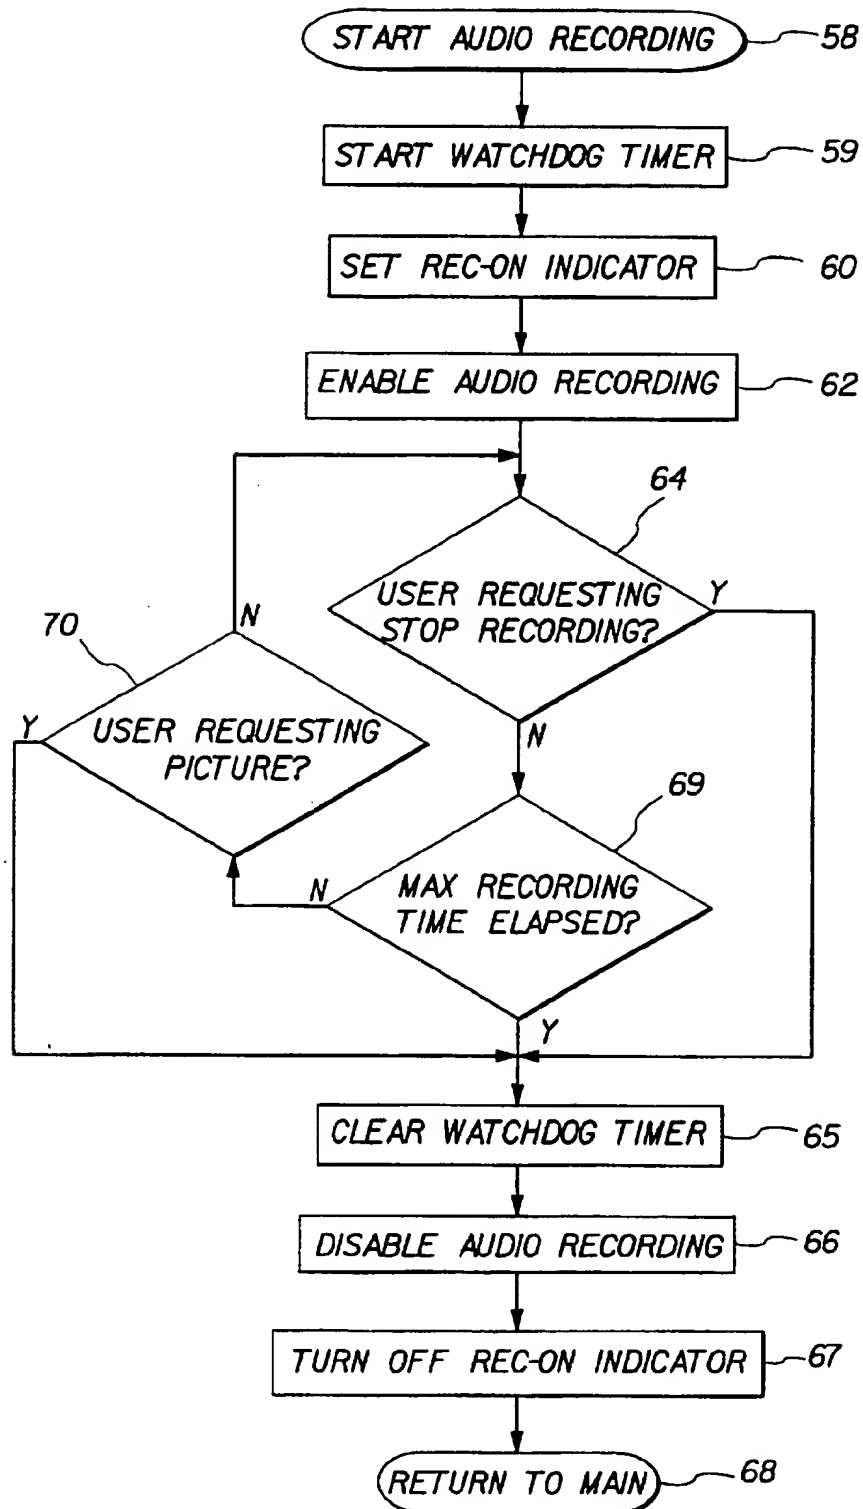 START AUDIO RECORDING 58
START WATCHDOG TIMER 59
SET REC-ON INDICATOR 60
ENABLE AUDIO RECORDING 62
64
USER REQUESTING
STOP RECORDING?
Y
N
70
N
Y
USER REQUESTING
PICTURE?
69
N
MAX RECORDING
TIME ELAPSED?
Y
CLEAR WATCHDOG TIMER 65
DISABLE AUDIO RECORDING 66
TURN OFF REC-ON INDICATOR 67
RETURN TO MAIN 68